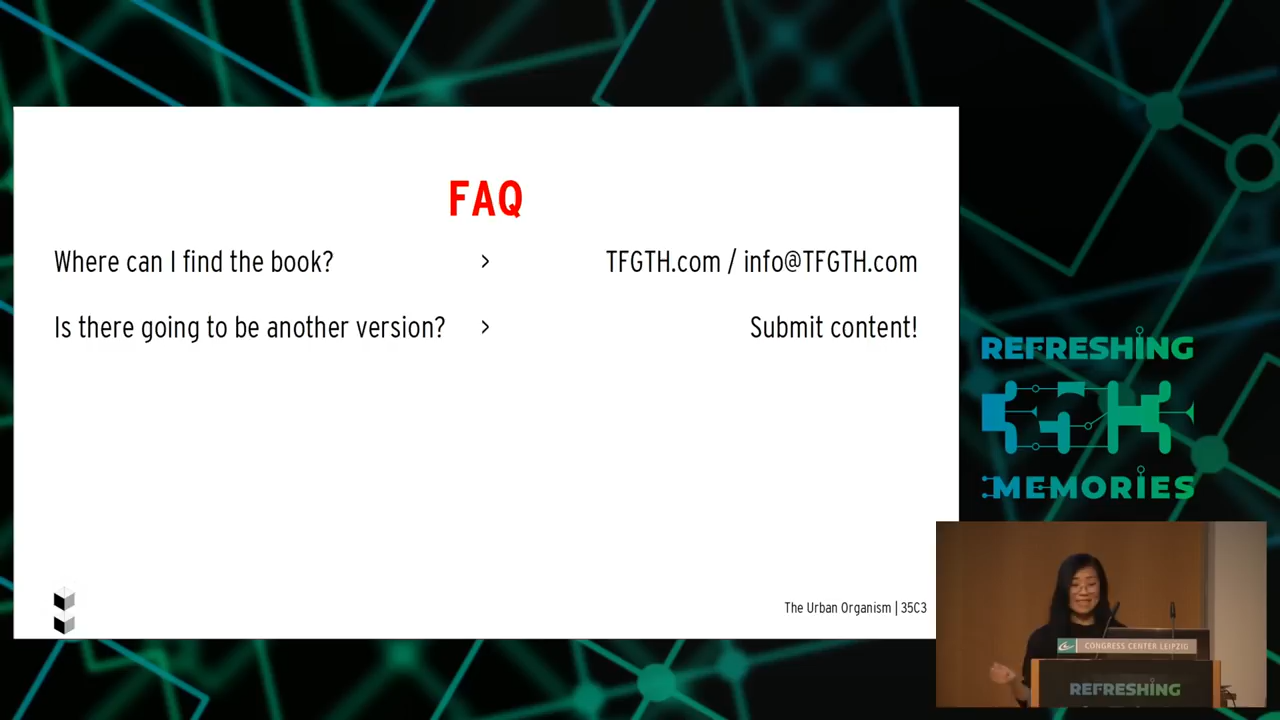 FAQ
Where can I find the book? > TFGTH.com / info@TFGTH.com
Is there going to be another version? > Submit content!
The Urban Organism | 35C3
REFRESHING
35C3
MEMORIES
CONGRESS CENTER LEIPZIG
REFRESHING